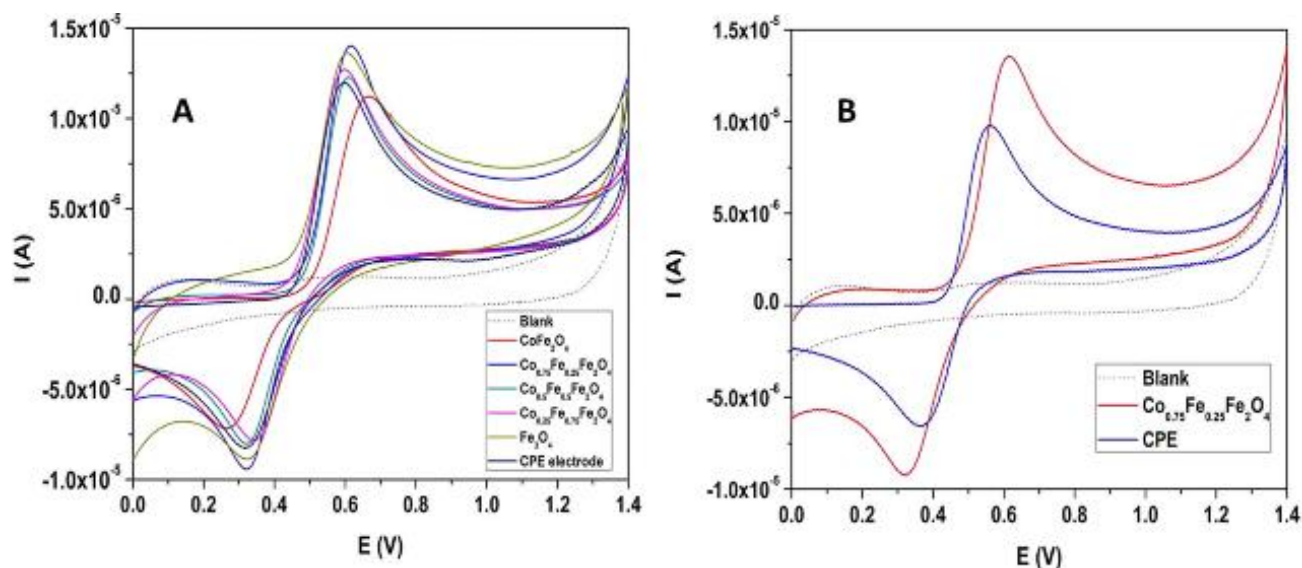 A
1.5x10⁻⁵
1.0x10⁻⁵
5.0x10⁻⁵
0.0
-5.0x10⁻⁵
-1.0x10⁻⁵
I (A)
Blank
CoFe₂O₄
Co₀.₇₅Fe₀.₂₅Fe₂O₄
Co₀.₅Fe₀.₅Fe₂O₄
Co₀.₂₅Fe₀.₇₅Fe₂O₄
Fe₃O₄
CPE electrode
0.0 0.2 0.4 0.6 0.8 1.0 1.2 1.4
E (V)
B
1.5x10⁻⁵
1.0x10⁻⁵
5.0x10⁻⁶
0.0
-5.0x10⁻⁶
-1.0x10⁻⁵
I (A)
Blank
Co₀.₇₅Fe₀.₂₅Fe₂O₄
CPE
0.0 0.2 0.4 0.6 0.8 1.0 1.2 1.4
E (V)